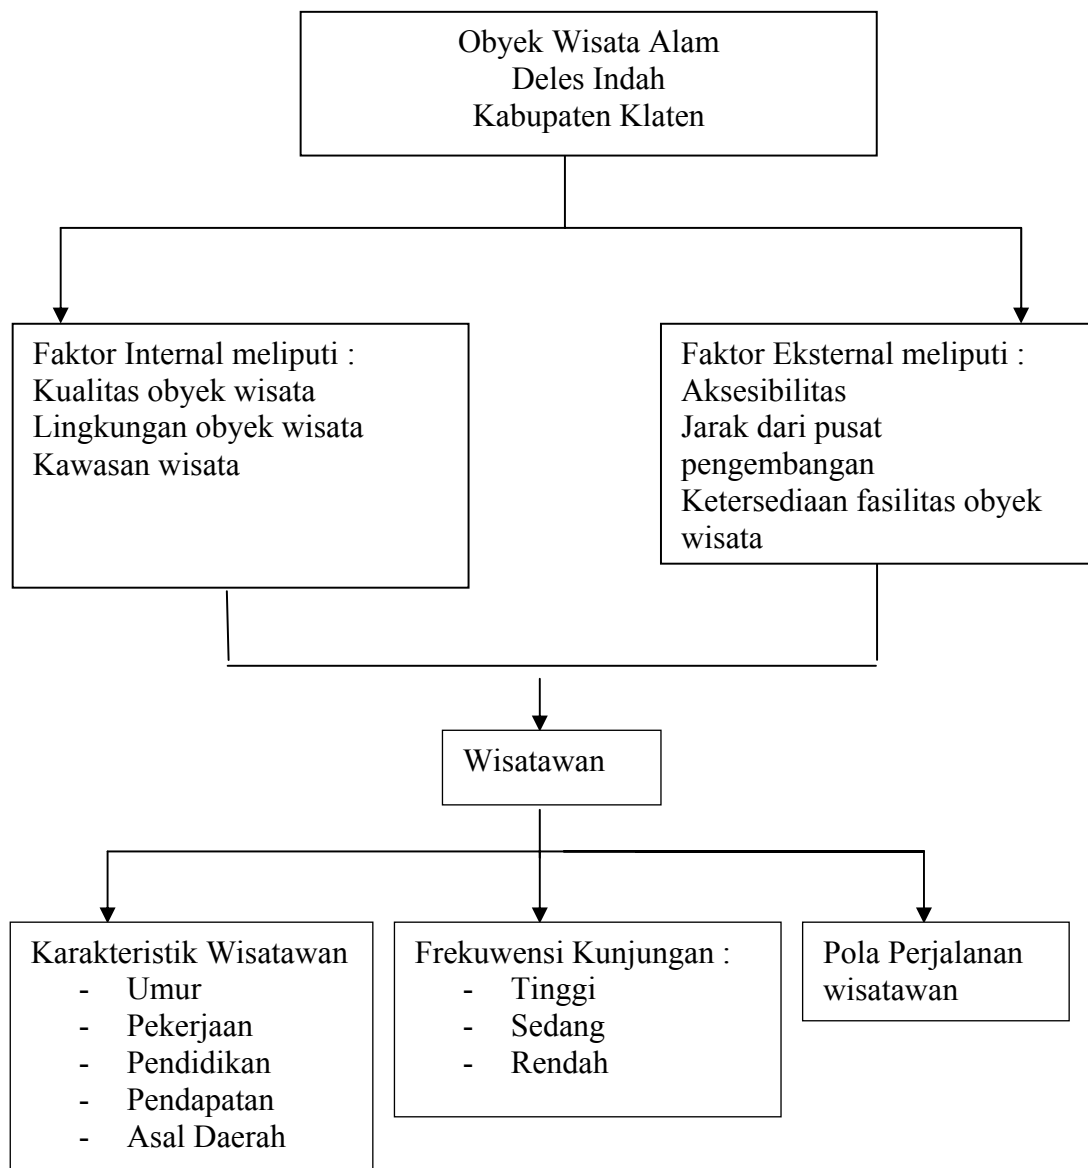 Obyek Wisata Alam
Deles Indah
Kabupaten Klaten
Faktor Internal meliputi :
Kualitas obyek wisata
Lingkungan obyek wisata
Kawasan wisata
Faktor Eksternal meliputi :
Aksesibilitas
Jarak dari pusat
pengembangan
Ketersediaan fasilitas obyek
wisata
Wisatawan
Karakteristik Wisatawan
- Umur
- Pekerjaan
- Pendidikan
- Pendapatan
- Asal Daerah
Frekuwensi Kunjungan :
- Tinggi
- Sedang
- Rendah
Pola Perjalanan
wisatawan